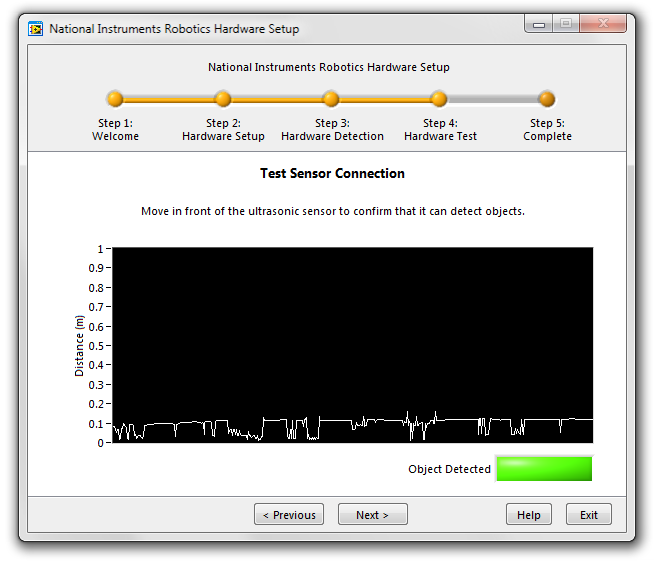 National Instruments Robotics Hardware Setup
National Instruments Robotics Hardware Setup
Step 1:
Welcome
Step 2:
Hardware Setup
Step 3:
Hardware Detection
Step 4:
Hardware Test
Step 5:
Complete
Test Sensor Connection
Move in front of the ultrasonic sensor to confirm that it can detect objects.
Distance (m)
1
0.9
0.8
0.7
0.6
0.5
0.4
0.3
0.2
0.1
0
Object Detected
< Previous
Next >
Help
Exit